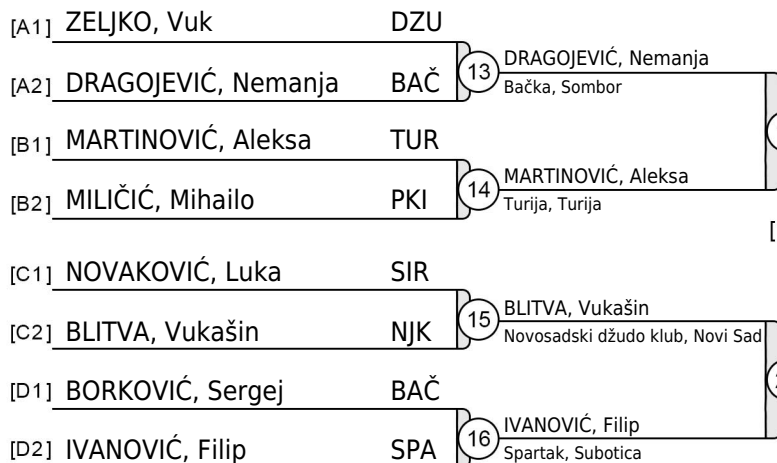 [A1] ZELJKO, Vuk DZU
[A2] DRAGOJEVIĆ, Nemanja BAČ
13 DRAGOJEVIĆ, Nemanja
Bačka, Sombor
[B1] MARTINOVIĆ, Aleksa TUR
[B2] MILIČIĆ, Mihailo PKI
14 MARTINOVIĆ, Aleksa
Turija, Turija
[C1] NOVAKOVIĆ, Luka SIR
[C2] BLITVA, Vukašin NJK
15 BLITVA, Vukašin
Novosadski džudo klub, Novi Sad
[D1] BORKOVIĆ, Sergej BAČ
[D2] IVANOVIĆ, Filip SPA
16 IVANOVIĆ, Filip
Spartak, Subotica